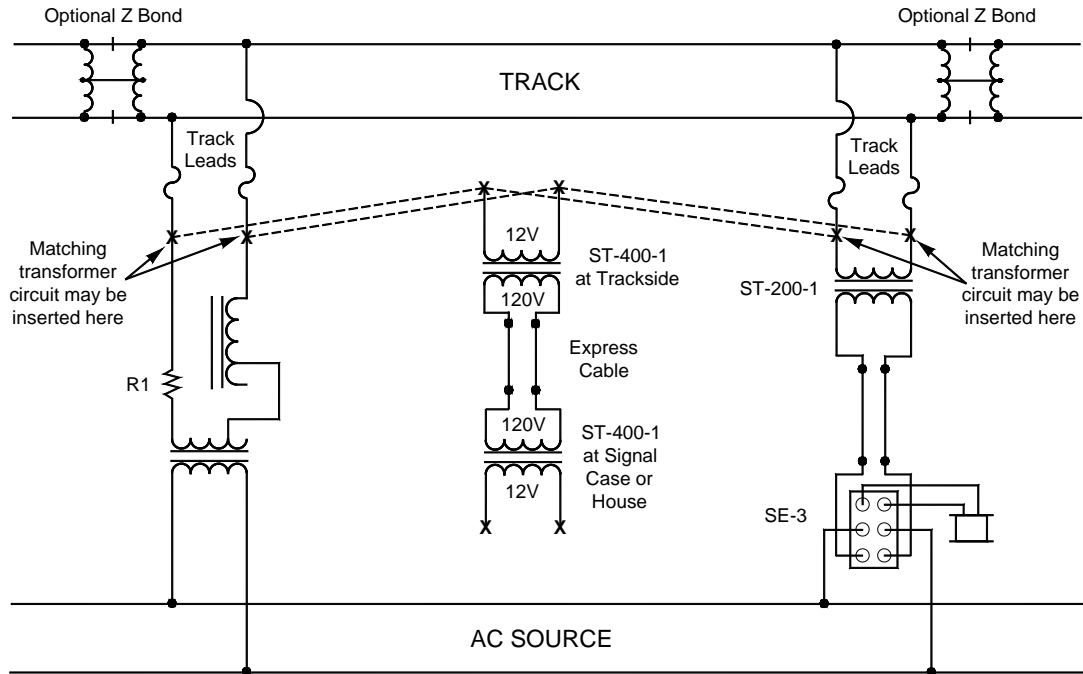 Optional Z Bond
Optional Z Bond
TRACK
Track
Leads
Track
Leads
X
X
X
X
X
X
Matching
transformer
circuit may be
inserted here
12V
ST-400-1
at Trackside
120V
ST-200-1
Matching
transformer
circuit may be
inserted here
Express
Cable
R1
120V
ST-400-1
at Signal
Case or
House
12V
X
X
SE-3
AC SOURCE